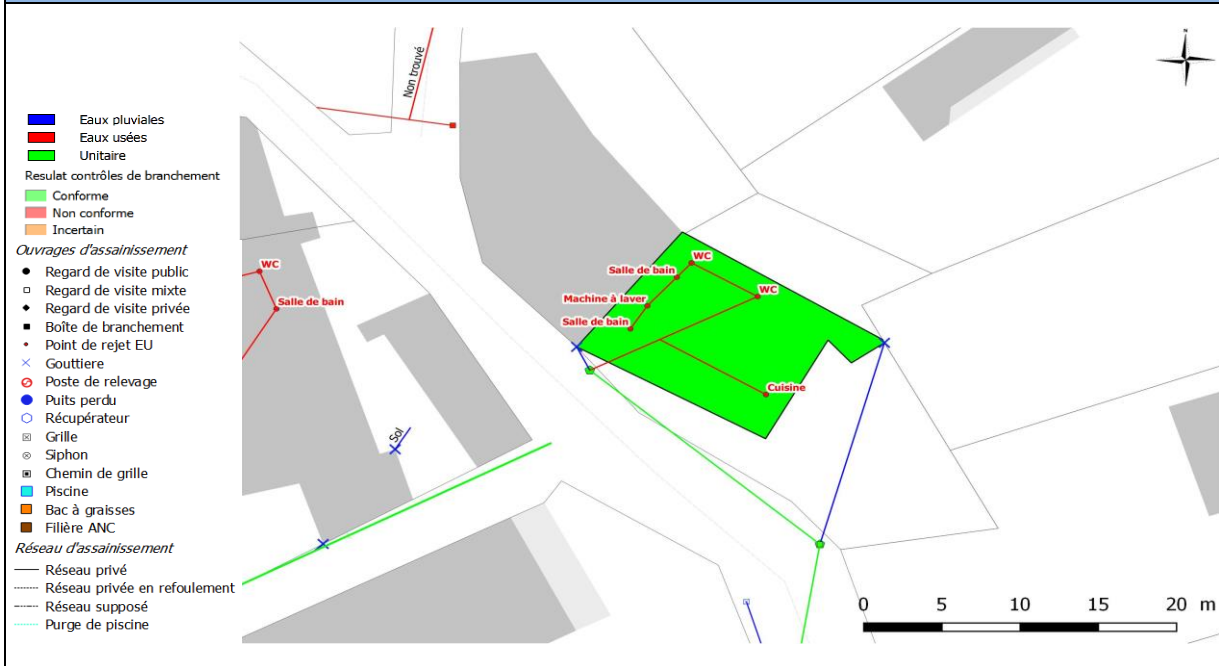 Eaux pluviales
Eaux usées
Unitaire
Resulat contrôles de branchement
Conforme
Non conforme
Incertain
Ouvrages d'assainissement
Regard de visite public
Regard de visite mixte
Regard de visite privée
Boîte de branchement
Point de rejet EU
Gouttiere
Poste de relevage
Puits perdu
Récupérateur
Grille
Siphon
Chemin de grille
Piscine
Bac à graisses
Filière ANC
Réseau d'assainissement
Réseau privé
Réseau privée en refoulement
Réseau supposé
Purge de piscine
Non trouvé
N
WC
Salle de bain
WC
Salle de bain
WC
Machine à laver
Salle de bain
Cuisine
Sol
0 5 10 15 20 m